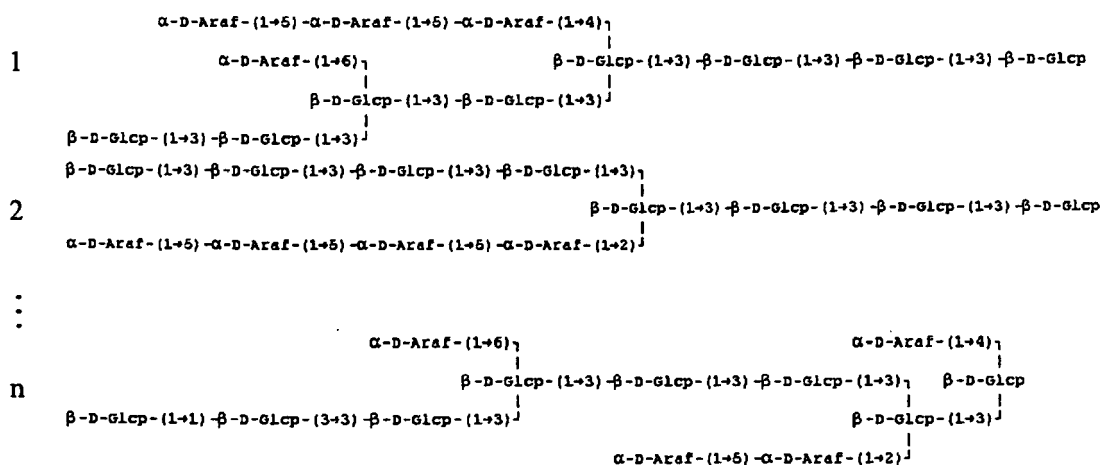 α-D-Araf-(1→5)-α-D-Araf-(1→5)-α-D-Araf-(1→4)
1 α-D-Araf-(1→6) β-D-Glcp-(1→3)-β-D-Glcp-(1→3)-β-D-Glcp-(1→3)-β-D-Glcp
β-D-Glcp-(1→3)-β-D-Glcp-(1→3)
β-D-Glcp-(1→3)-β-D-Glcp-(1→3)
β-D-Glcp-(1→3)-β-D-Glcp-(1→3)-β-D-Glcp-(1→3)-β-D-Glcp-(1→3)
2 β-D-Glcp-(1→3)-β-D-Glcp-(1→3)-β-D-Glcp-(1→3)-β-D-Glcp
α-D-Araf-(1→5)-α-D-Araf-(1→5)-α-D-Araf-(1→5)-α-D-Araf-(1→2)
⋮
α-D-Araf-(1→6) α-D-Araf-(1→4)
n β-D-Glcp-(1→3)-β-D-Glcp-(1→3)-β-D-Glcp-(1→3) β-D-Glcp
β-D-Glcp-(1→1)-β-D-Glcp-(3→3)-β-D-Glcp-(1→3) β-D-Glcp-(1→3)
α-D-Araf-(1→5)-α-D-Araf-(1→2)